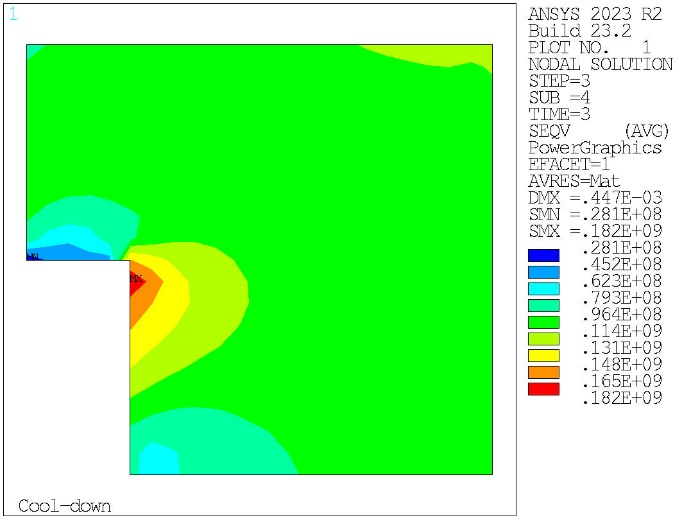 1
ANSYS 2023 R2
Build 23.2
PLOT NO.   1
NODAL SOLUTION
STEP=3
SUB =4
TIME=3
SEQV     (AVG)
PowerGraphics
EFACET=1
AVRES=Mat
DMX =.447E-03
SMN =.281E+08
SMX =.182E+09
.281E+08
.452E+08
.623E+08
.793E+08
.964E+08
.114E+09
.131E+09
.148E+09
.165E+09
.182E+09
MN
MX
Cool-down